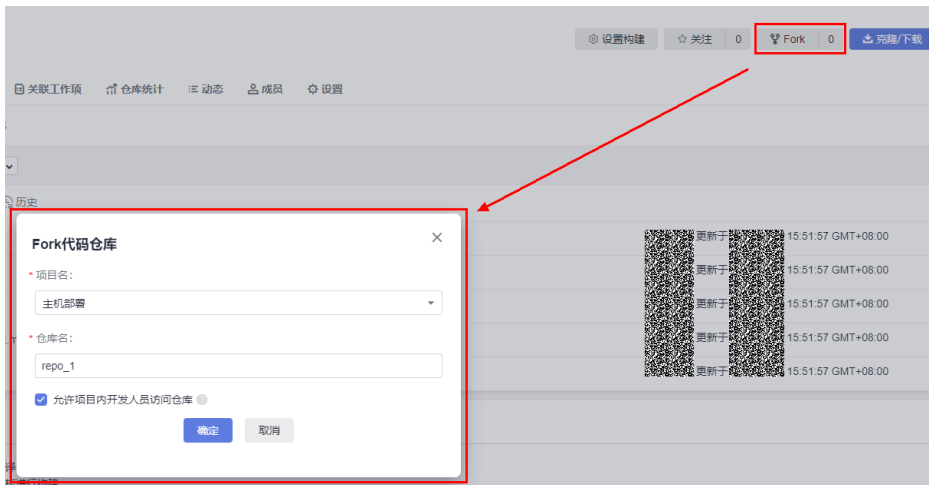 设置构建 关注 0 Fork 0 克隆/下载
关联工作项 仓库统计 动态 成员 设置
历史
Fork代码仓库
更新于 15:51:57 GMT+08:00
* 项目名:
更新于 15:51:57 GMT+08:00
主机部署
更新于 15:51:57 GMT+08:00
* 仓库名:
更新于 15:51:57 GMT+08:00
repo_1
更新于 15:51:57 GMT+08:00
允许项目内开发人员访问仓库
确定 取消